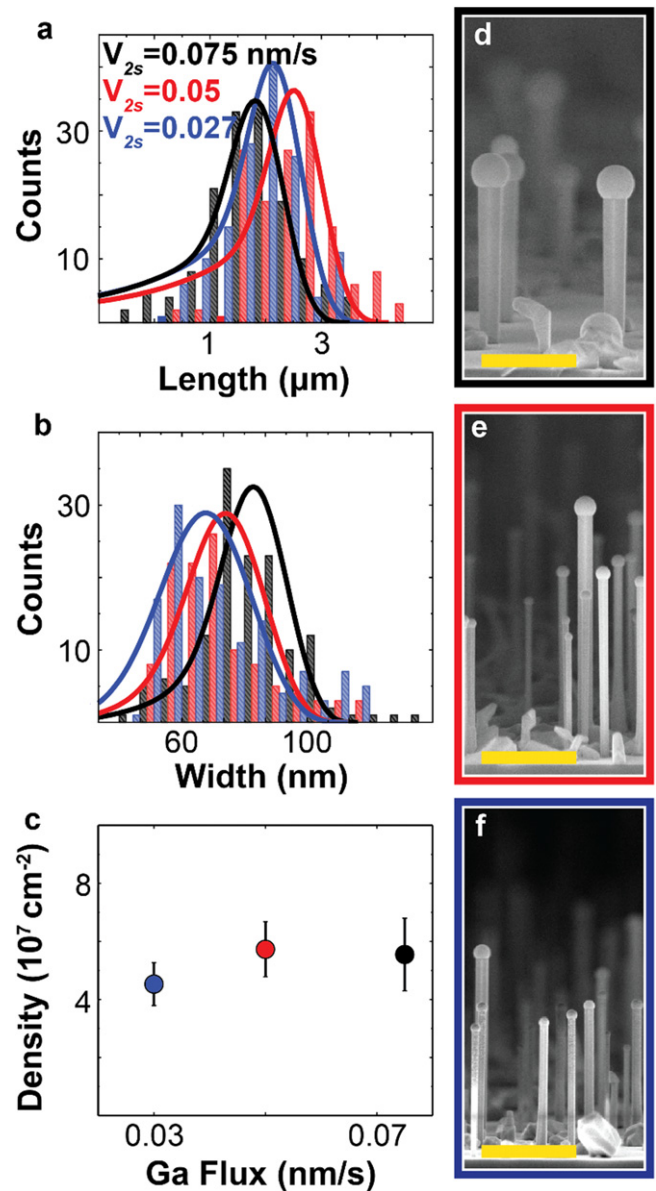 a
V2s=0.075 nm/s
V2s=0.05
V2s=0.027
30
10
Counts
1
3
Length (μm)
b
30
10
Counts
60
100
Width (nm)
c
8
4
Density (10⁷ cm⁻²)
0.03
0.07
Ga Flux (nm/s)
d
e
f